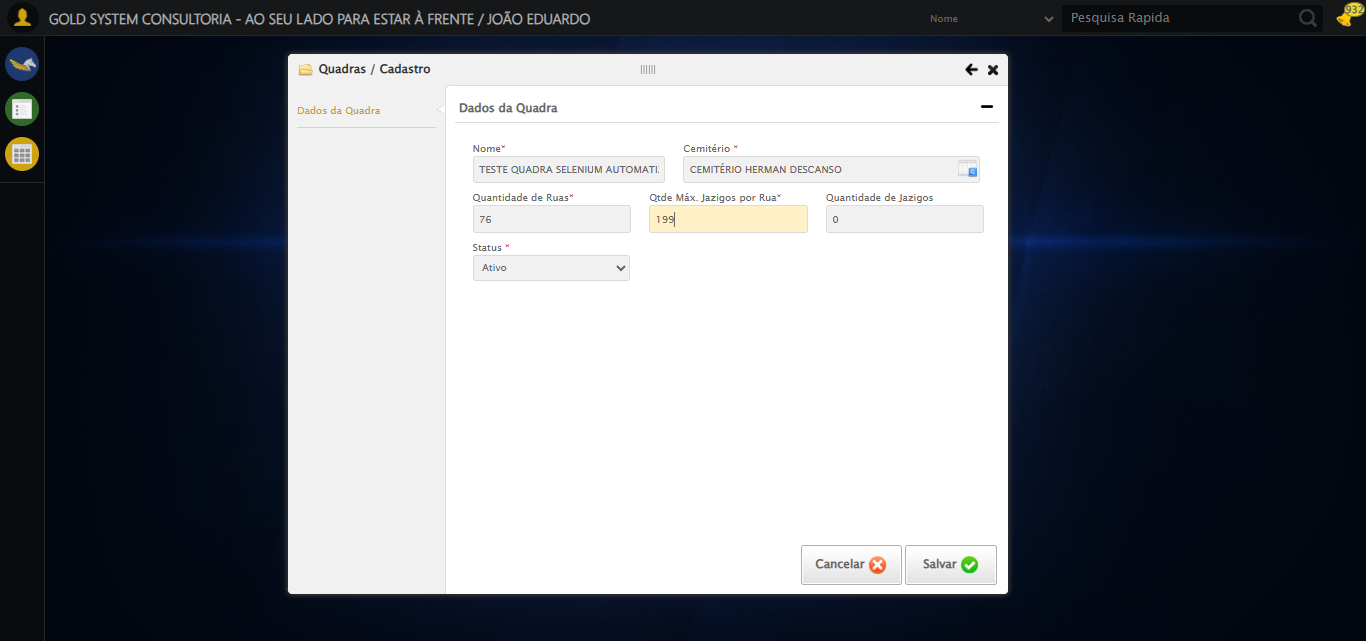 GOLD SYSTEM CONSULTORIA - AO SEU LADO PARA ESTAR À FRENTE / JOÃO EDUARDO
Nome
Pesquisa Rapida
932
Quadras / Cadastro
Dados da Quadra
Dados da Quadra
Nome* Cemitério *
TESTE QUADRA SELENIUM AUTOMATI. CEMITÉRIO HERMAN DESCANSO
Quantidade de Ruas* Qtde Máx. Jazigos por Rua* Quantidade de Jazigos
76 199 0
Status *
Ativo
Cancelar Salvar